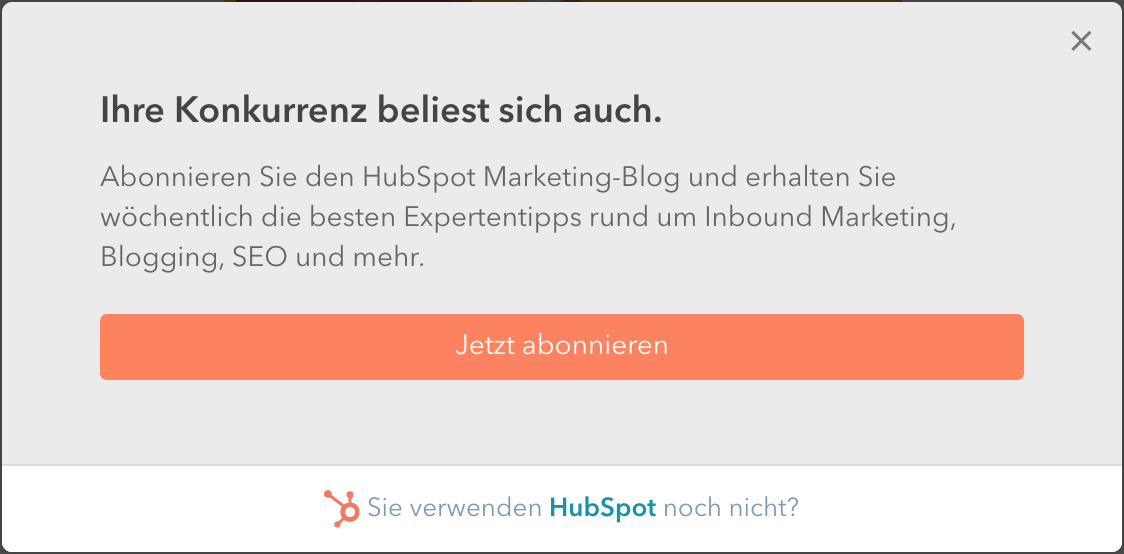 Ihre Konkurrenz beliest sich auch.
Abonnieren Sie den HubSpot Marketing-Blog und erhalten Sie
wöchentlich die besten Expertentipps rund um Inbound Marketing,
Blogging, SEO und mehr.
Jetzt abonnieren
Sie verwenden HubSpot noch nicht?